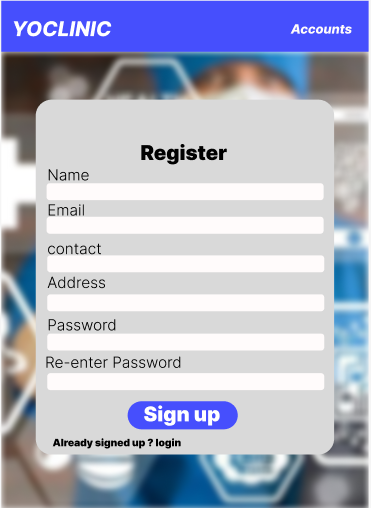 YOCLINIC
Accounts
Register
Name
Email
contact
Address
Password
Re-enter Password
Sign up
Already signed up ? login